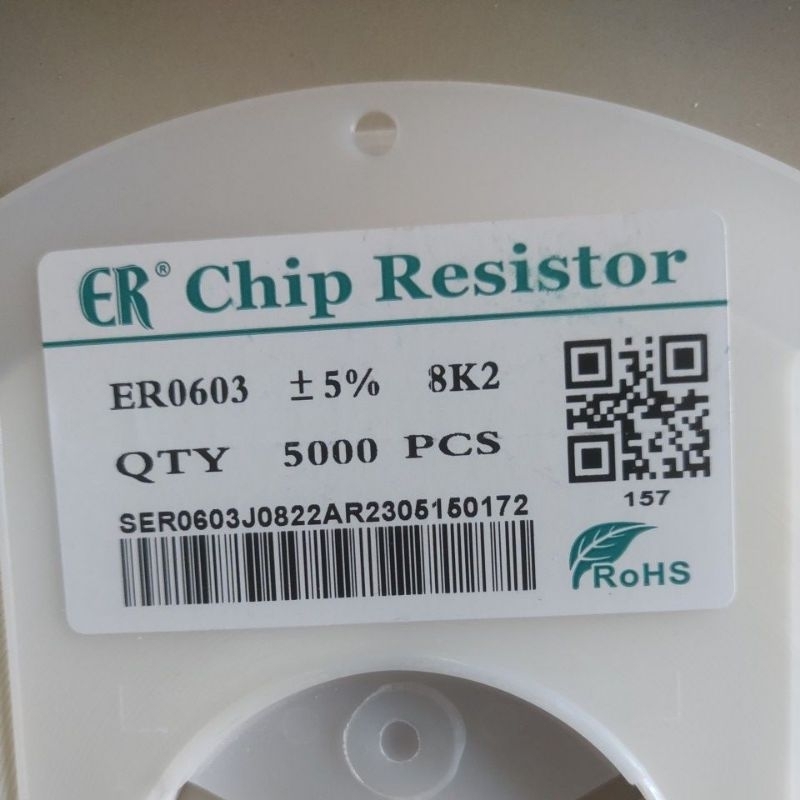 ER® Chip Resistor
ER0603 ±5% 8K2
QTY 5000 PCS
SER0603J0822AR2305150172
157
RoHS